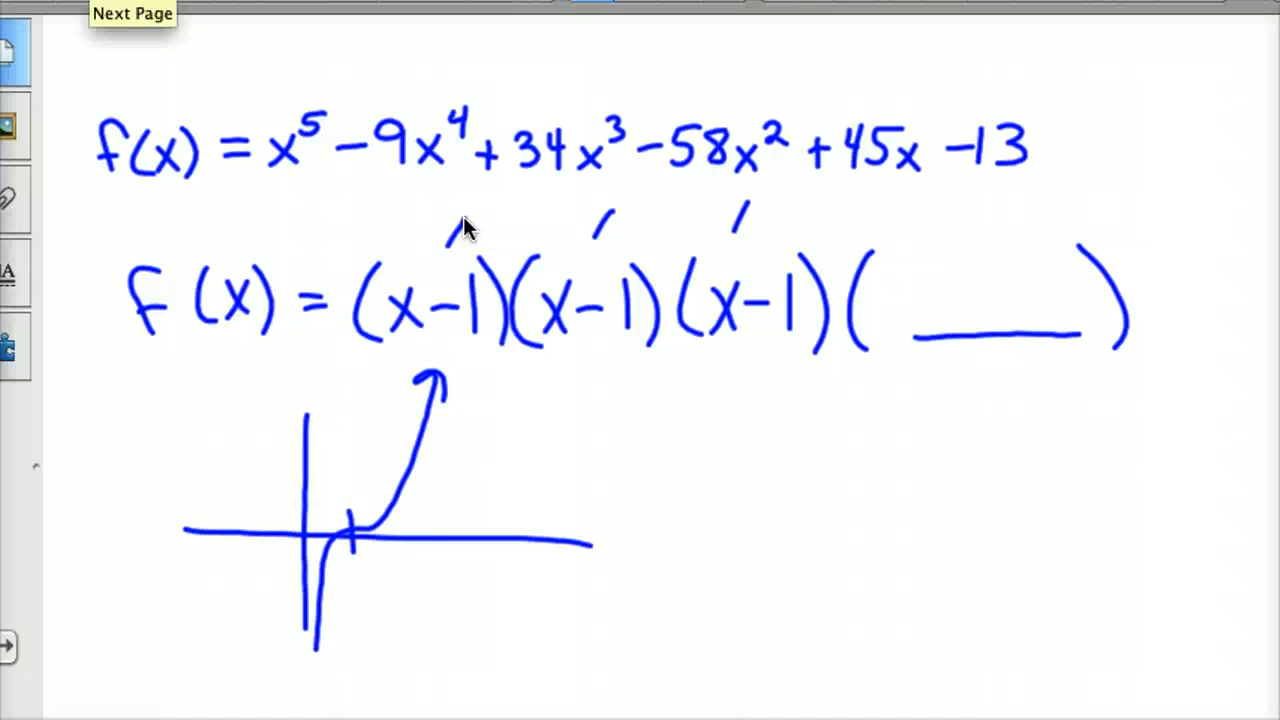 Next Page
f(x) = x⁵ - 9x⁴ + 34x³ - 58x² + 45x - 13
f(x) = (x-1)(x-1)(x-1)( ____ )
A